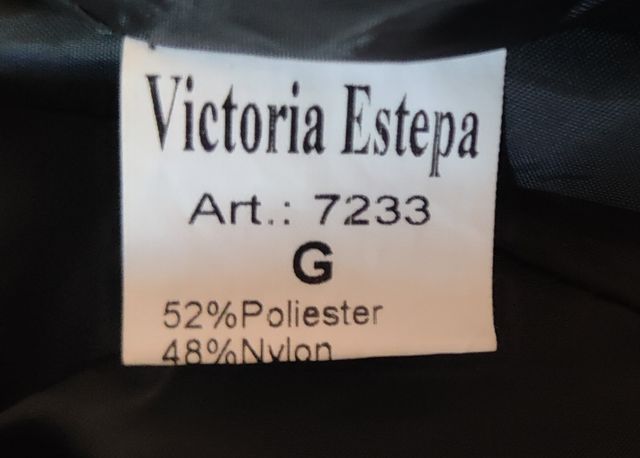 Victoria Estepa
Art.: 7233
G
52%Poliester
48%Nylon